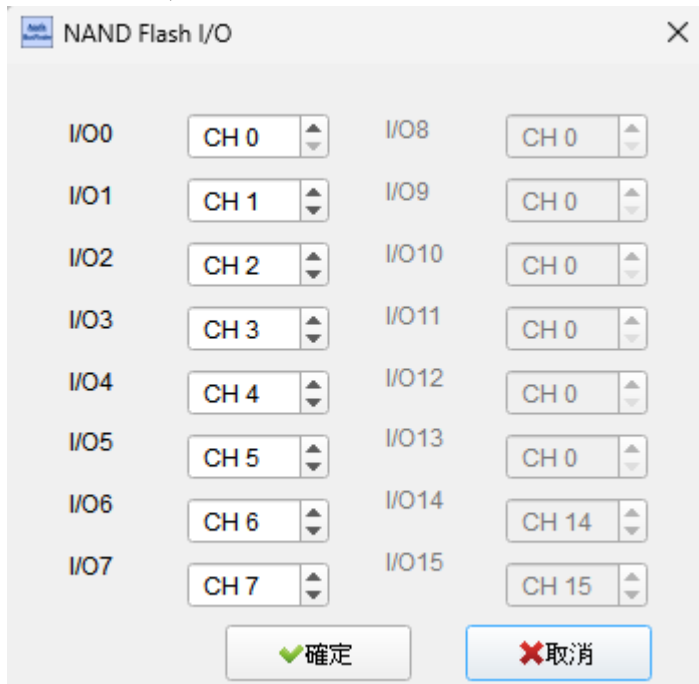 NAND Flash I/O
I/O0 CH 0 I/O8 CH 0
I/O1 CH 1 I/O9 CH 0
I/O2 CH 2 I/O10 CH 0
I/O3 CH 3 I/O11 CH 0
I/O4 CH 4 I/O12 CH 0
I/O5 CH 5 I/O13 CH 0
I/O6 CH 6 I/O14 CH 14
I/O7 CH 7 I/O15 CH 15
確定 取消